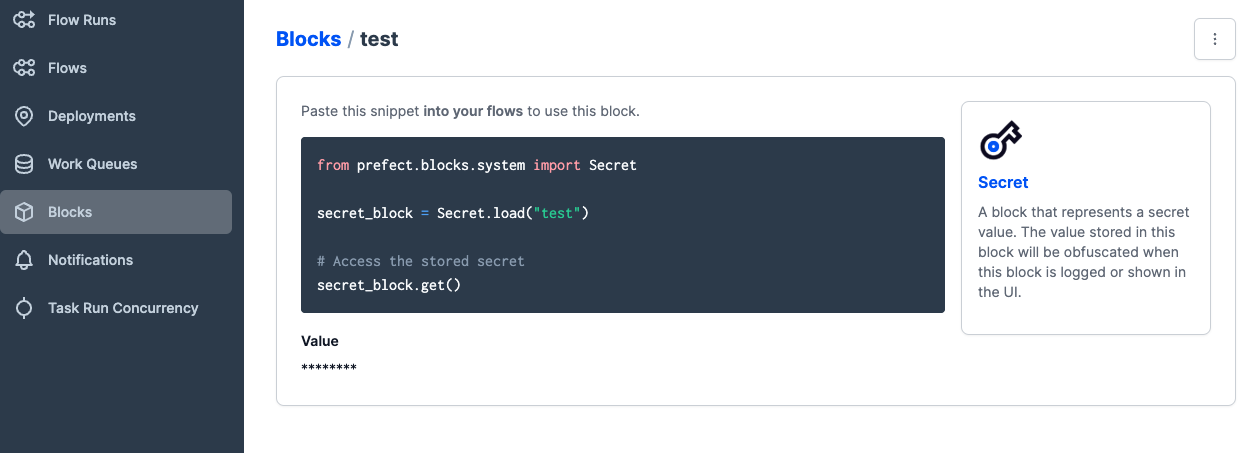 Flow Runs
Flows
Deployments
Work Queues
Blocks
Notifications
Task Run Concurrency
Blocks / test
Paste this snippet into your flows to use this block.
from prefect.blocks.system import Secret
secret_block = Secret.load("test")
# Access the stored secret
secret_block.get()
Value
********
Secret
A block that represents a secret
value. The value stored in this
block will be obfuscated when
this block is logged or shown in
the UI.